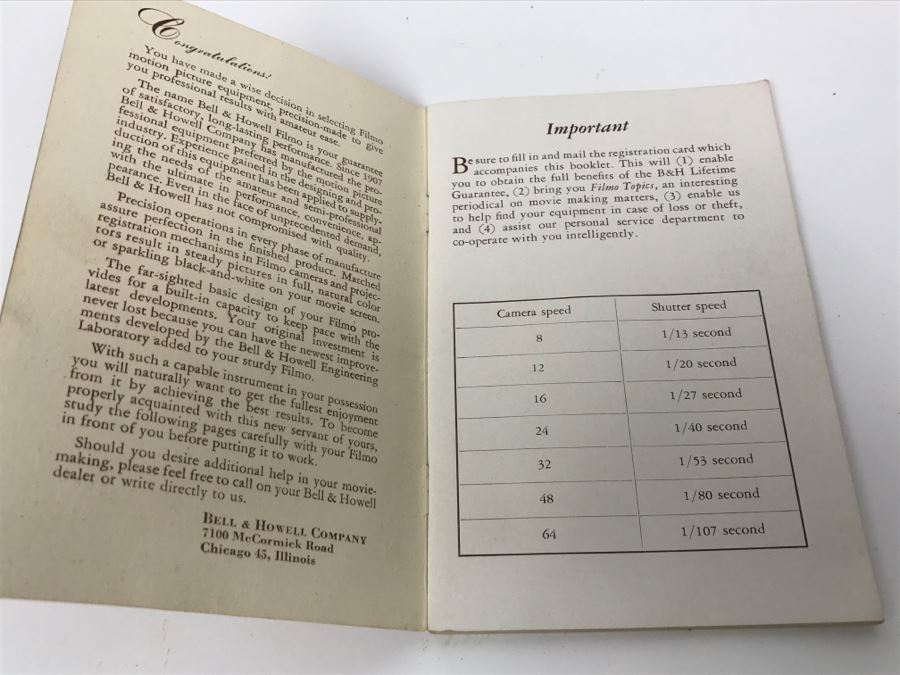 Congratulations!
You have made a wise decision in selecting Filmo
motion picture equipment, precision-made to give
you professional results with amateur ease.
The name Bell & Howell Filmo is your guarantee
of satisfactory, long-lasting performance. Since 1907
Bell & Howell Company has manufactured the pro-
fessional equipment preferred by the motion picture
industry. Experience gained in the designing and pro-
duction of this equipment has been applied to supply-
ing the needs of the amateur and semi-professional
with the ultimate in performance, convenience, ap-
pearance. Even in the face of unprecedented demand,
Bell & Howell has not compromised with quality.
Precision operations in every phase of manufacture
assure perfection in the finished product. Matched
registration mechanisms in Filmo cameras and projec-
tors result in steady pictures in full, natural color
or sparkling black-and-white on your movie screen.
The far-sighted basic design of your Filmo pro-
vides for a built-in capacity to keep pace with the
latest developments. Your original investment is
never lost because you can have the newest improve-
ments developed by the Bell & Howell Engineering
Laboratory added to your sturdy Filmo.
With such a capable instrument in your possession
you will naturally want to get the fullest enjoyment
from it by achieving the best results. To become
properly acquainted with this new servant of yours,
study the following pages carefully with your Filmo
in front of you before putting it to work.
Should you desire additional help in your movie-
making, please feel free to call on your Bell & Howell
dealer or write directly to us.
BELL & HOWELL COMPANY
7100 McCormick Road
Chicago 45, Illinois
Important
Be sure to fill in and mail the registration card which
accompanies this booklet. This will (1) enable
you to obtain the full benefits of the B&H Lifetime
Guarantee, (2) bring you Filmo Topics, an interesting
periodical on movie making matters, (3) enable us
to help find your equipment in case of loss or theft,
and (4) assist our personal service department to
co-operate with you intelligently.
Camera speed Shutter speed
8 1/13 second
12 1/20 second
16 1/27 second
24 1/40 second
32 1/53 second
48 1/80 second
64 1/107 second